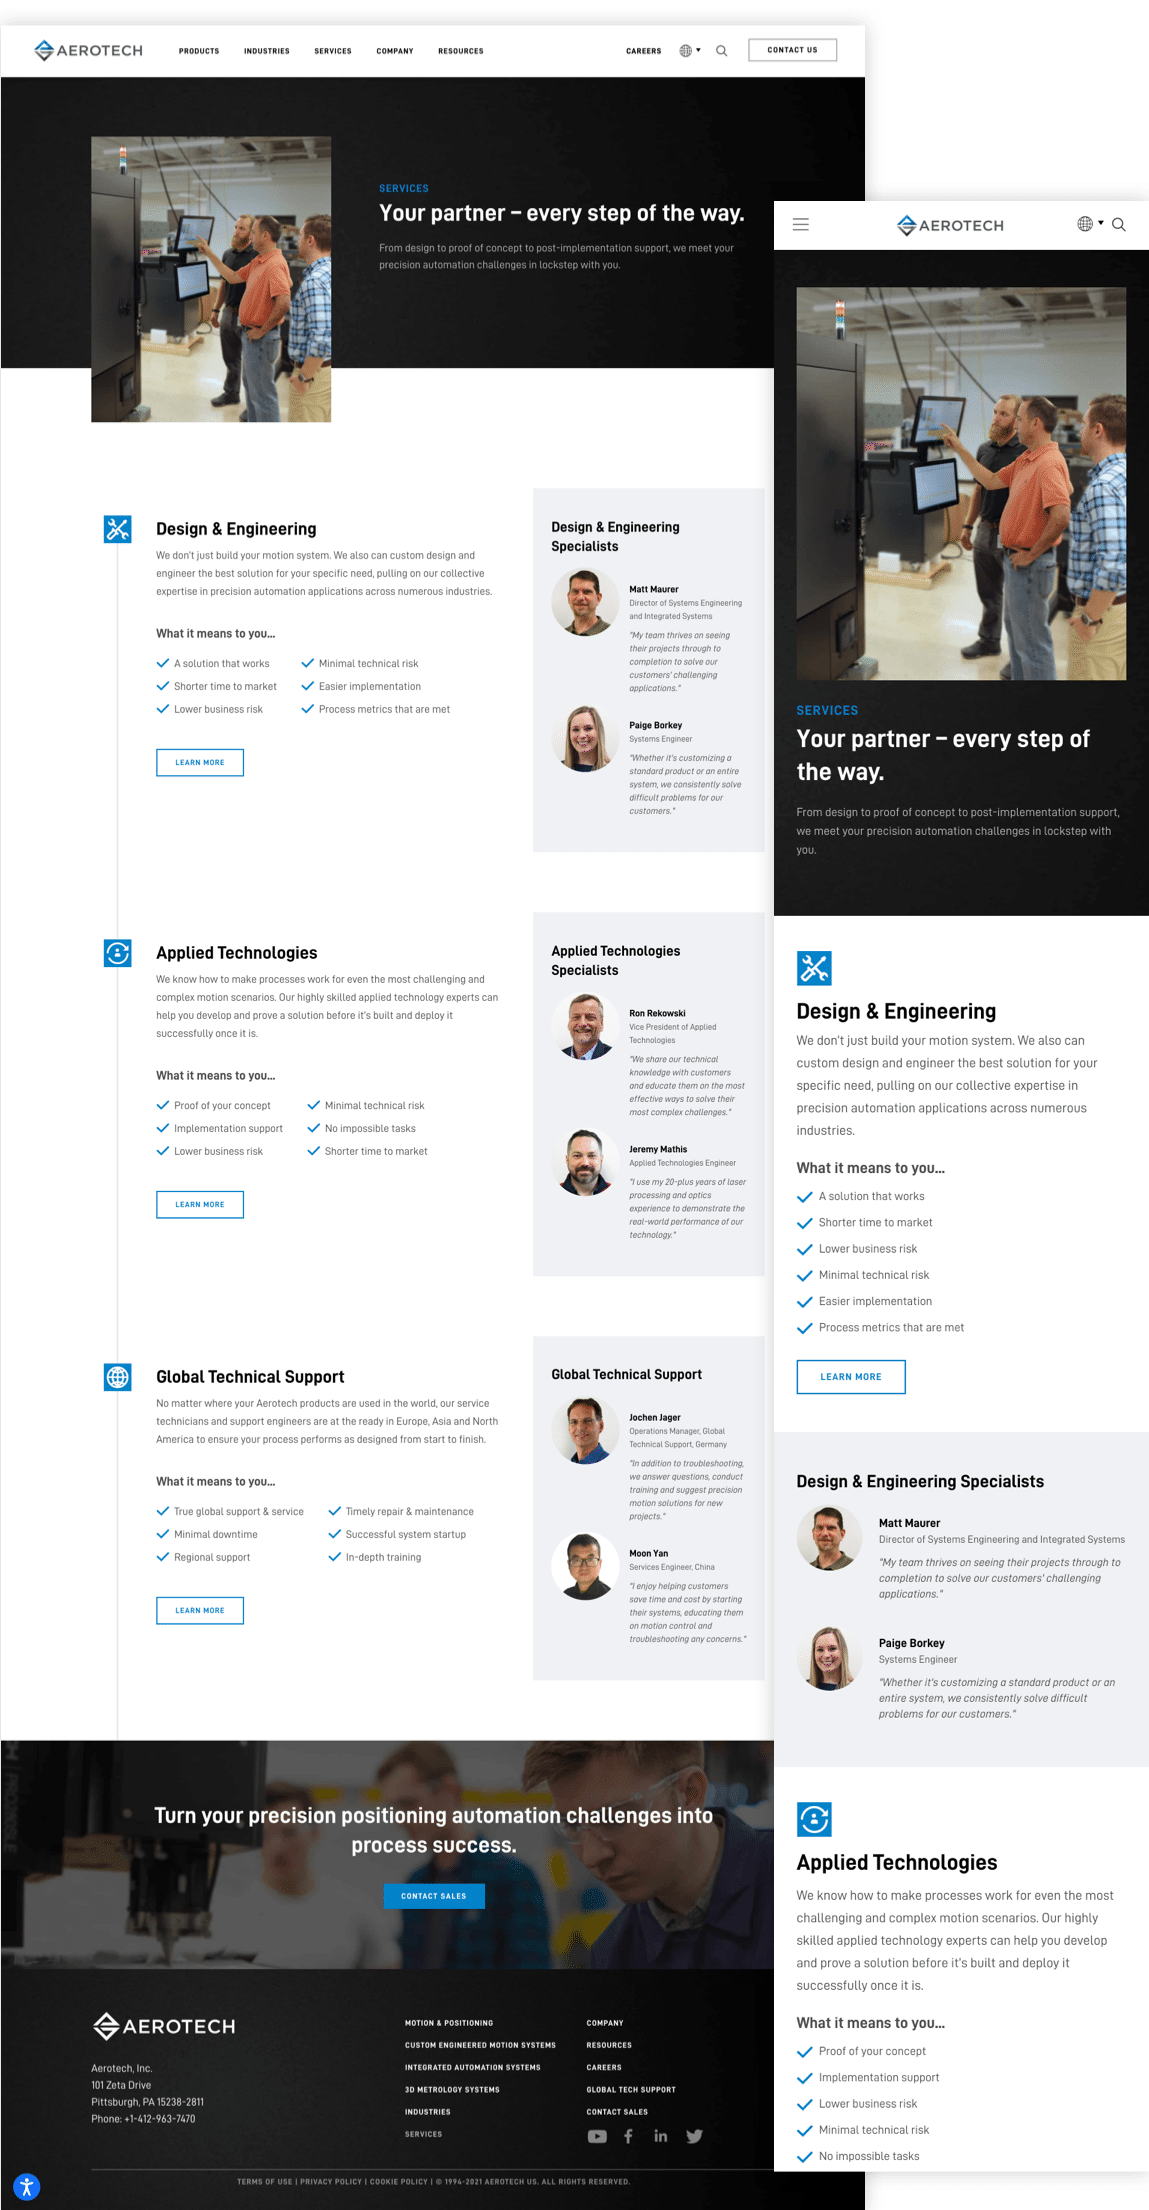 AEROTECH
PRODUCTS INDUSTRIES SERVICES COMPANY RESOURCES
CAREERS
CONTACT US
SERVICES
Your partner – every step of the way.
From design to proof of concept to post-implementation support, we meet your
precision automation challenges in lockstep with you.
Design & Engineering
We don't just build your motion system. We also can custom design and
engineer the best solution for your specific need, pulling on our collective
expertise in precision automation applications across numerous industries.
What it means to you...
A solution that works
Shorter time to market
Lower business risk
Minimal technical risk
Easier implementation
Process metrics that are met
LEARN MORE
Design & Engineering
Specialists
Matt Maurer
Director of Systems Engineering
and Integrated Systems
"My team thrives on seeing
their projects through to
completion to solve our
customers' challenging
applications."
Paige Borkey
Systems Engineer
"Whether it's customizing a
standard product or an entire
system, we consistently solve
difficult problems for our
customers."
Applied Technologies
We know how to make processes work for even the most challenging and
complex motion scenarios. Our highly skilled applied technology experts can
help you develop and prove a solution before it's built and deploy it
successfully once it is.
What it means to you...
Proof of your concept
Implementation support
Lower business risk
Minimal technical risk
No impossible tasks
Shorter time to market
LEARN MORE
Applied Technologies
Specialists
Ron Rekowski
Vice President of Applied
Technologies
"We share our technical
knowledge with customers
and educate them on the most
effective ways to solve their
most complex challenges."
Jeremy Mathis
Applied Technologies Engineer
"I use my 20-plus years of laser
processing and optics
experience to demonstrate the
real-world performance of our
technology."
Global Technical Support
No matter where your Aerotech products are used in the world, our service
technicians and support engineers are at the ready in Europe, Asia and North
America to ensure your process performs as designed from start to finish.
What it means to you...
True global support & service
Minimal downtime
Regional support
Timely repair & maintenance
Successful system startup
In-depth training
LEARN MORE
Global Technical Support
Jochen Jager
Operations Manager, Global
Technical Support, Germany
"In addition to troubleshooting,
we answer questions, conduct
training and suggest precision
motion solutions for new
projects."
Moon Yan
Services Engineer, China
"I enjoy helping customers
save time and cost by starting
their systems, educating them
on motion control and
troubleshooting any concerns."
Turn your precision positioning automation challenges into
process success.
CONTACT SALES
AEROTECH
Aerotech, Inc.
101 Zeta Drive
Pittsburgh, PA 15238-2811
Phone: +1-412-963-7470
MOTION & POSITIONING
CUSTOM ENGINEERED MOTION SYSTEMS
INTEGRATED AUTOMATION SYSTEMS
3D METROLOGY SYSTEMS
INDUSTRIES
SERVICES
COMPANY
RESOURCES
CAREERS
GLOBAL TECH SUPPORT
CONTACT SALES
TERMS OF USE | PRIVACY POLICY | COOKIE POLICY | © 1994-2021 AEROTECH US. ALL RIGHTS RESERVED.
AEROTECH
SERVICES
Your partner – every step of
the way.
From design to proof of concept to post-implementation support,
we meet your precision automation challenges in lockstep with
you.
Design & Engineering
We don't just build your motion system. We also can
custom design and engineer the best solution for your
specific need, pulling on our collective expertise in
precision automation applications across numerous
industries.
What it means to you...
A solution that works
Shorter time to market
Lower business risk
Minimal technical risk
Easier implementation
Process metrics that are met
LEARN MORE
Design & Engineering Specialists
Matt Maurer
Director of Systems Engineering and Integrated Systems
"My team thrives on seeing their projects through to
completion to solve our customers' challenging
applications."
Paige Borkey
Systems Engineer
"Whether it's customizing a standard product or an
entire system, we consistently solve difficult
problems for our customers."
Applied Technologies
We know how to make processes work for even the most
challenging and complex motion scenarios. Our highly
skilled applied technology experts can help you develop
and prove a solution before it's built and deploy it
successfully once it is.
What it means to you...
Proof of your concept
Implementation support
Lower business risk
Minimal technical risk
No impossible tasks